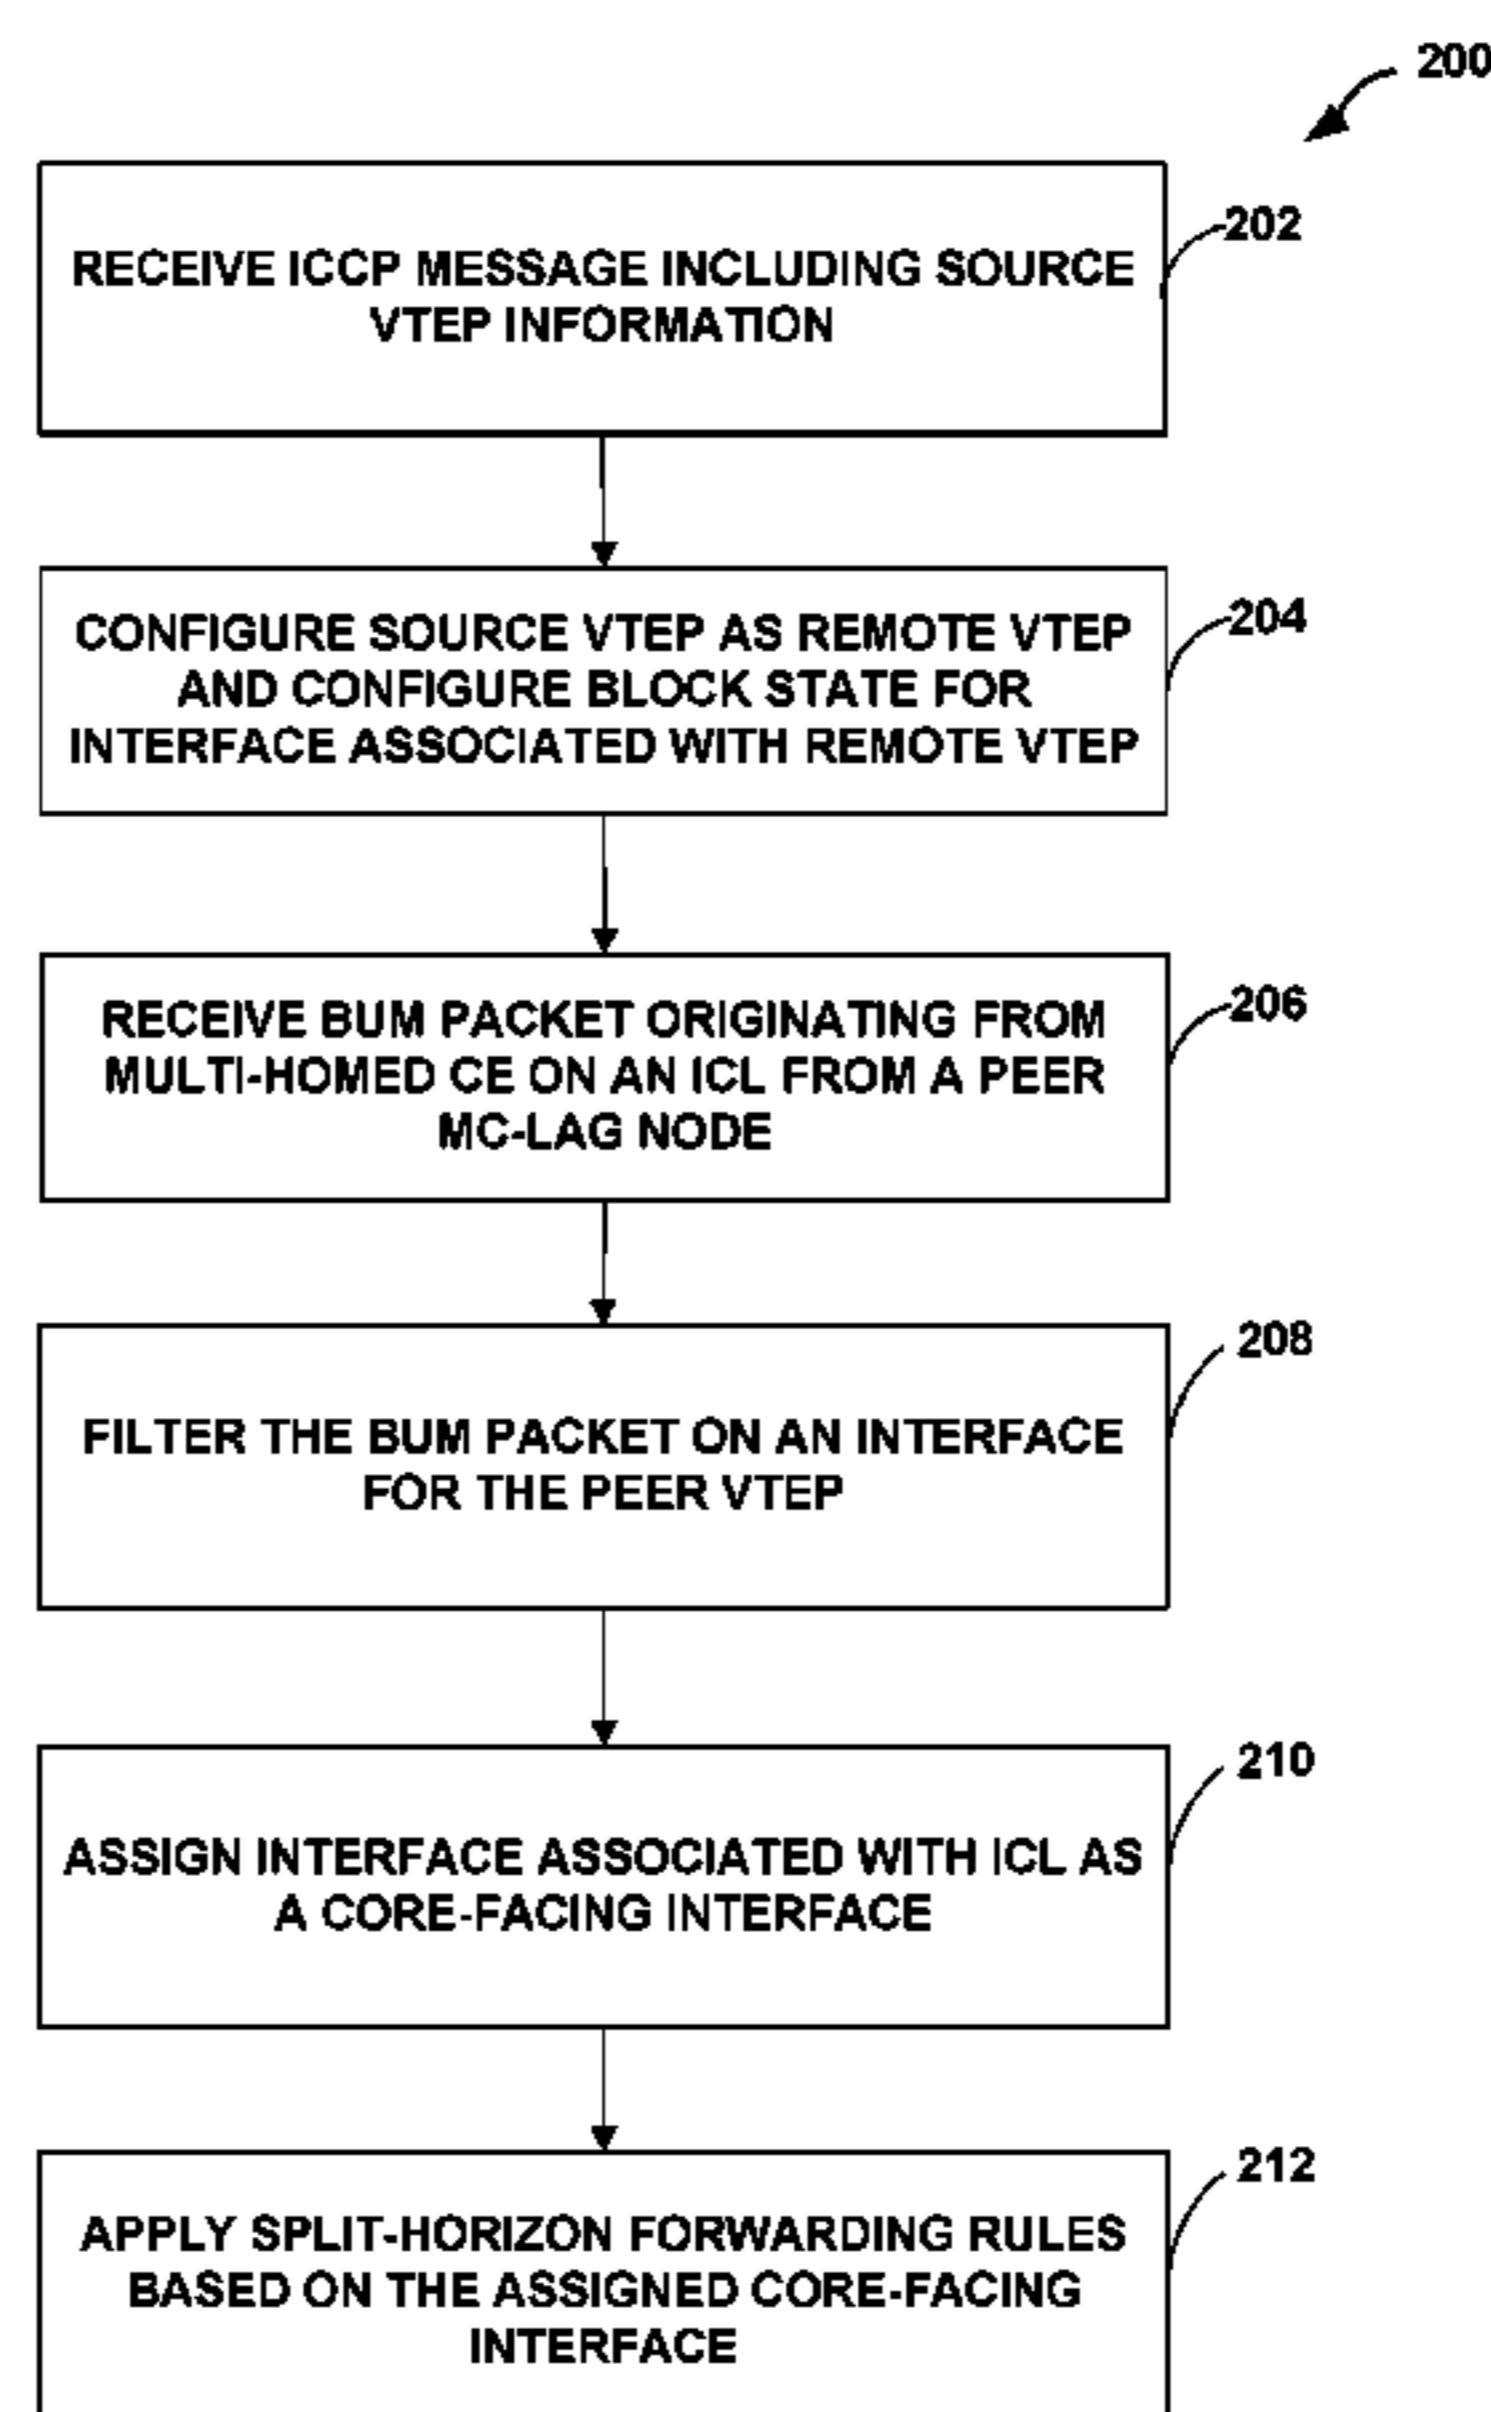 200
RECEIVE ICCP MESSAGE INCLUDING SOURCE
VTEP INFORMATION
202
CONFIGURE SOURCE VTEP AS REMOTE VTEP
AND CONFIGURE BLOCK STATE FOR
INTERFACE ASSOCIATED WITH REMOTE VTEP
204
RECEIVE BUM PACKET ORIGINATING FROM
MULTI-HOMED CE ON AN ICL FROM A PEER
MC-LAG NODE
206
FILTER THE BUM PACKET ON AN INTERFACE
FOR THE PEER VTEP
208
ASSIGN INTERFACE ASSOCIATED WITH ICL AS
A CORE-FACING INTERFACE
210
APPLY SPLIT-HORIZON FORWARDING RULES
BASED ON THE ASSIGNED CORE-FACING
INTERFACE
212